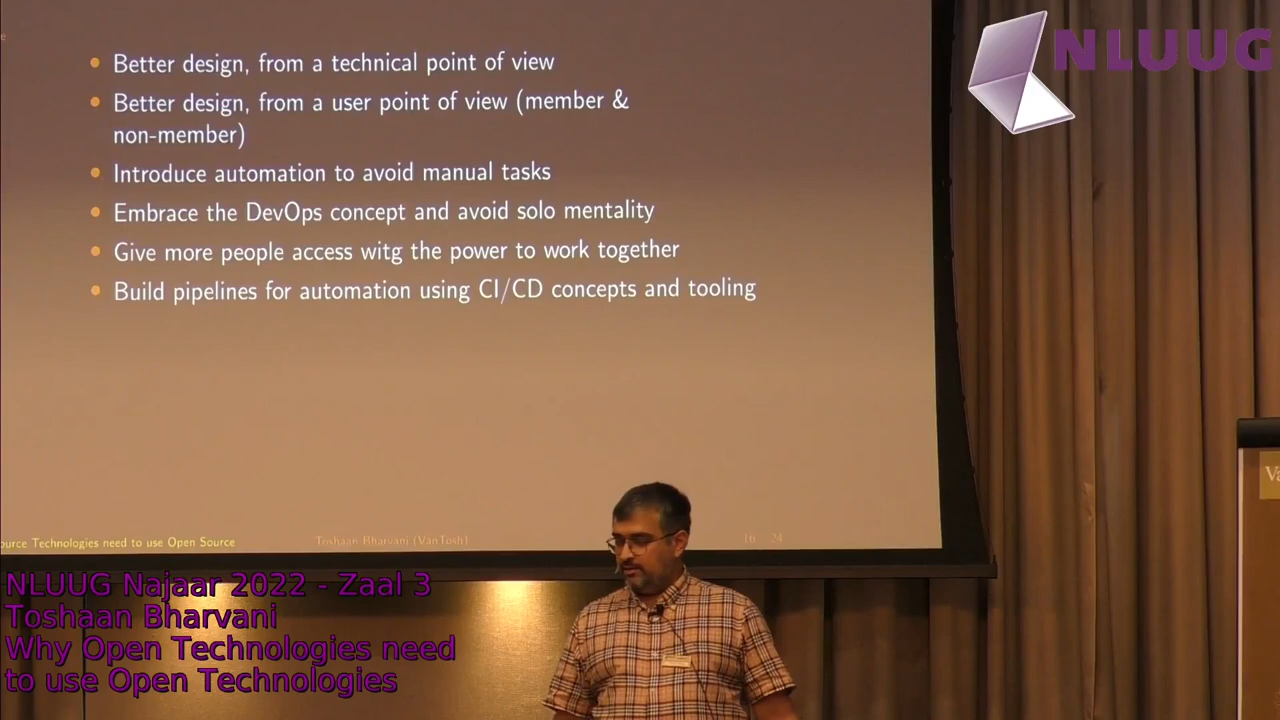 Better design, from a technical point of view
Better design, from a user point of view (member &
non-member)
Introduce automation to avoid manual tasks
Embrace the DevOps concept and avoid solo mentality
Give more people access witg the power to work together
Build pipelines for automation using CI/CD concepts and tooling
NLUUG
Technologies need to use Open Source
Toshaan Bharvani (VanTosh)
16 24
NLUUG Najaar 2022 - Zaal 3
Toshaan Bharvani
Why Open Technologies need
to use Open Technologies